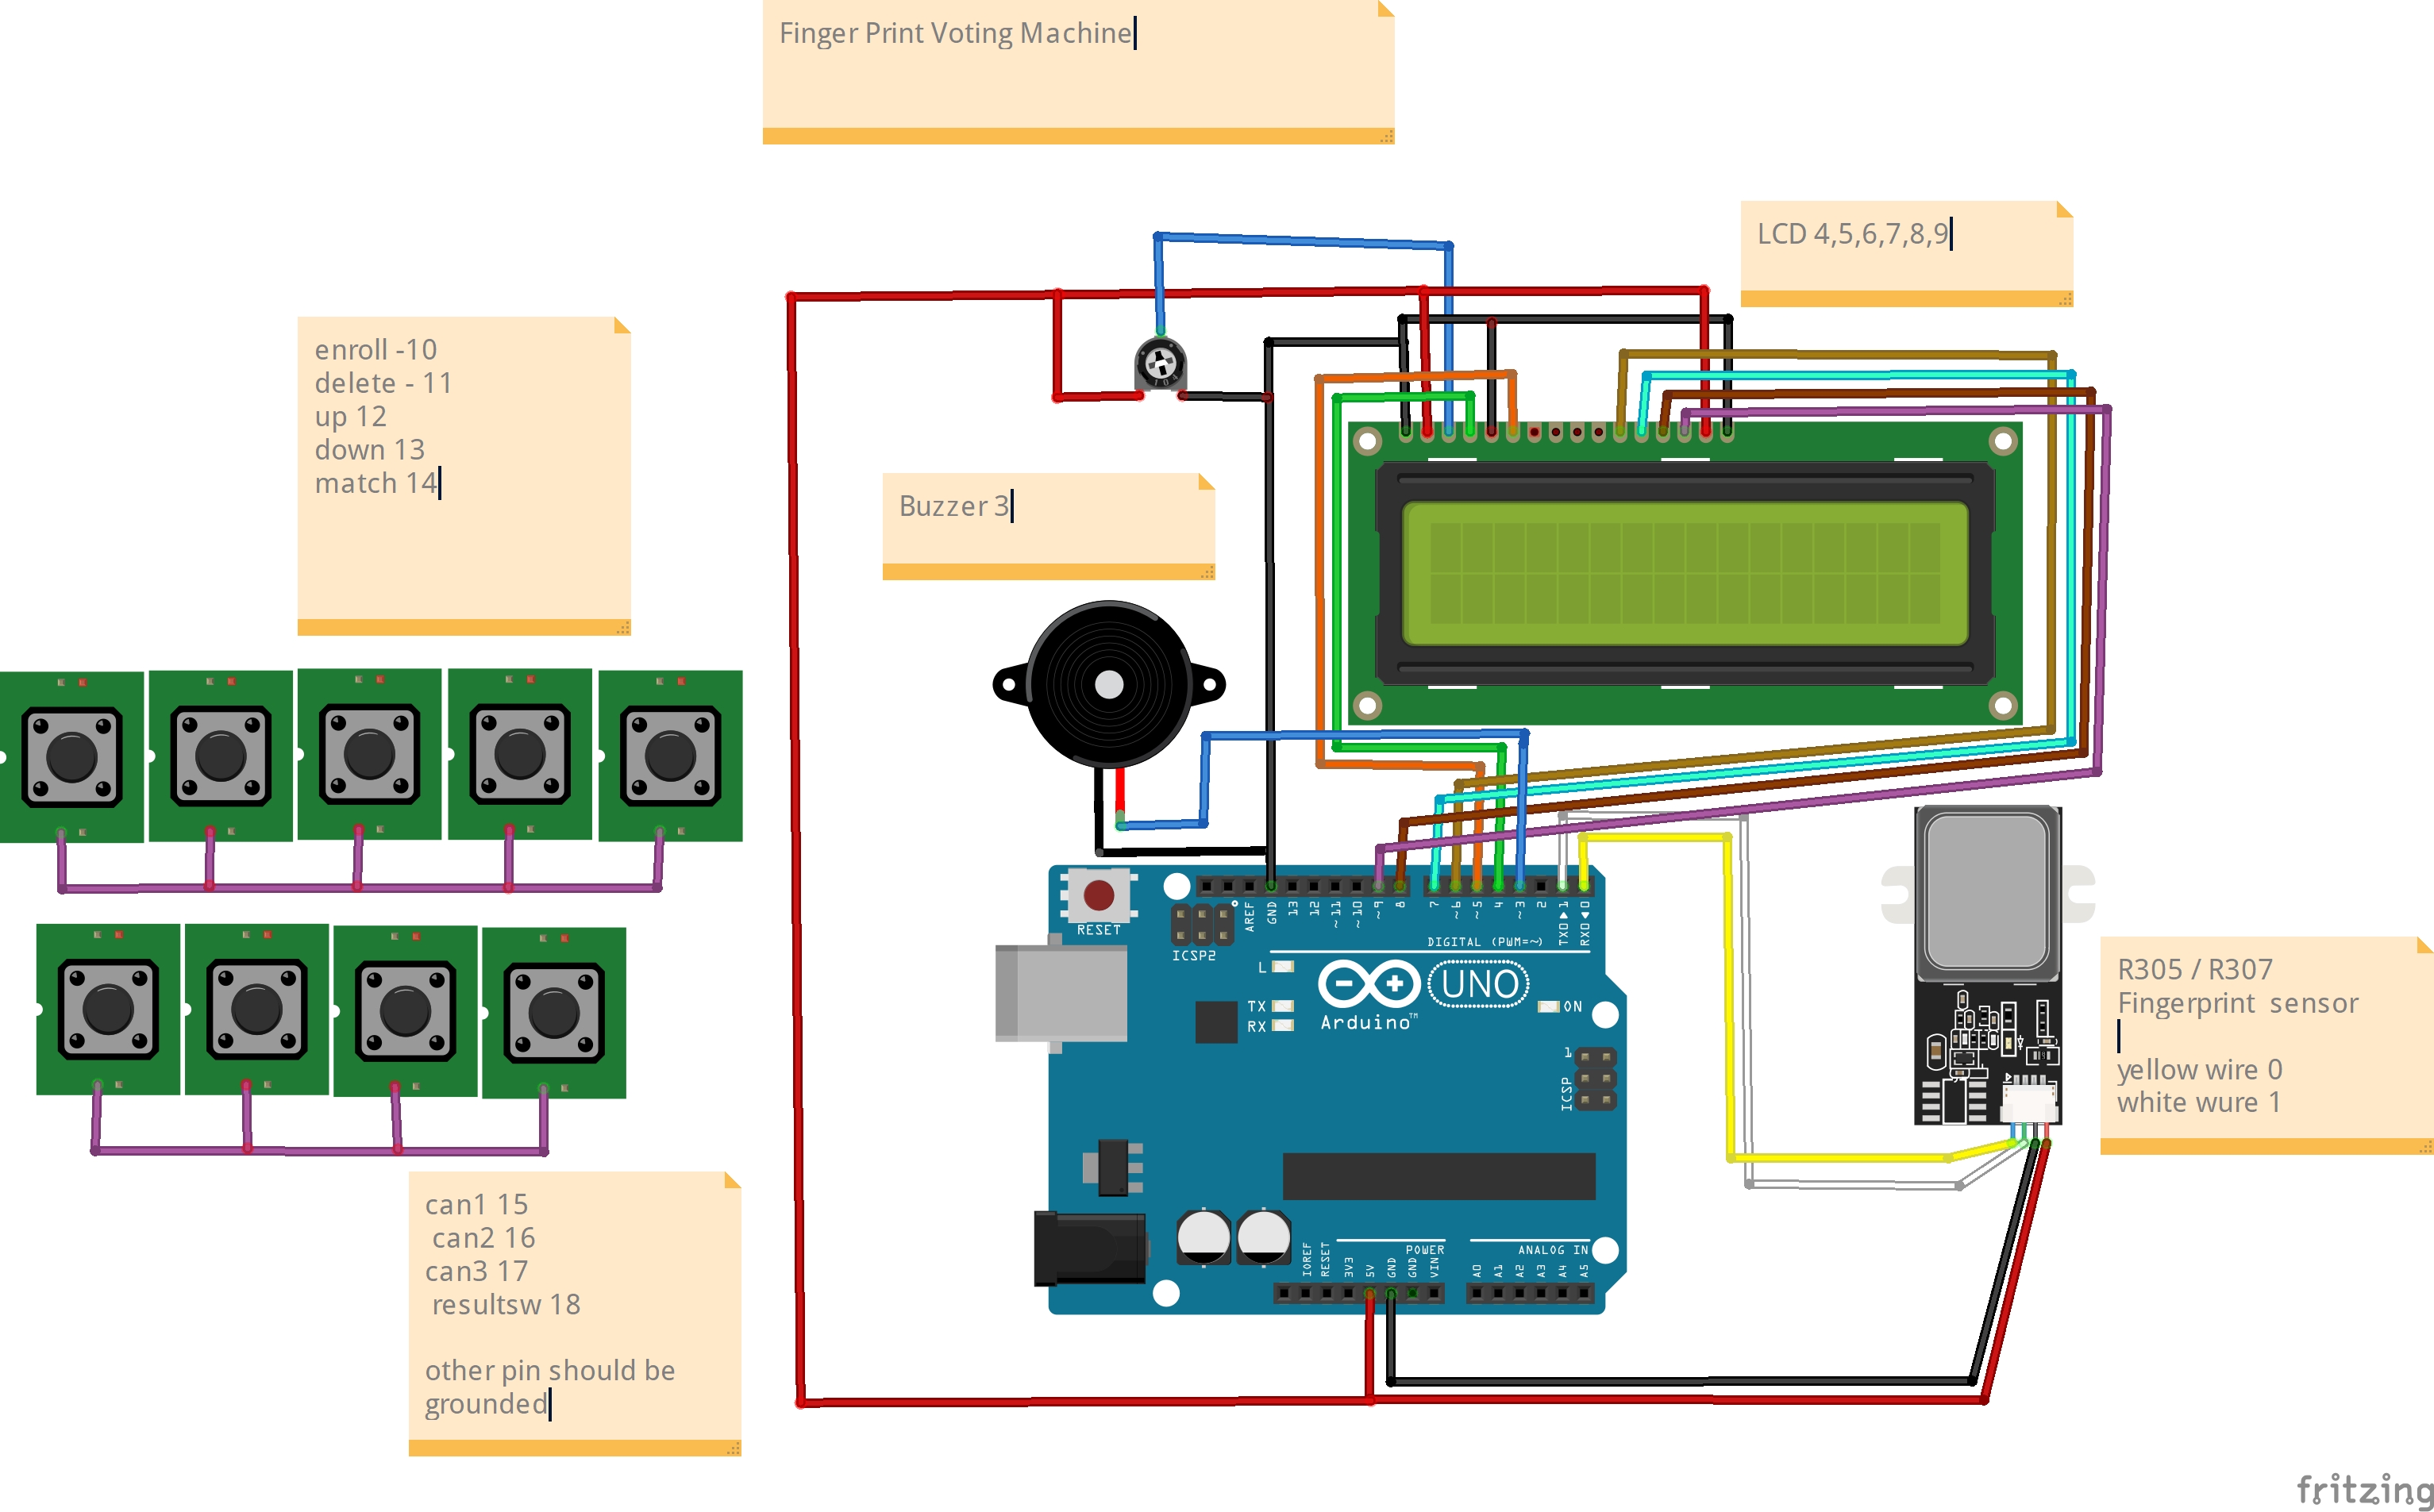 Finger Print Voting Machine
LCD 4,5,6,7,8,9
enroll -10
delete - 11
up 12
down 13
match 14
Buzzer 3
104
RESET
ICSP2
AREF
GND
13
12
~11
~10
~9
8
7
~6
~5
4
~3
2
TX0▶1
RX0◀0
DIGITAL (PWM=~)
L
TX
RX
UNO
ON
Arduino™
1
ICSP
R305 / R307
Fingerprint sensor
yellow wire 0
white wure 1
can1 15
can2 16
can3 17
resultsw 18
other pin should be
grounded
IOREF
RESET
3V3
5V
GND
GND
VIN
POWER
ANALOG IN
A0
A1
A2
A3
A4
A5
fritzing